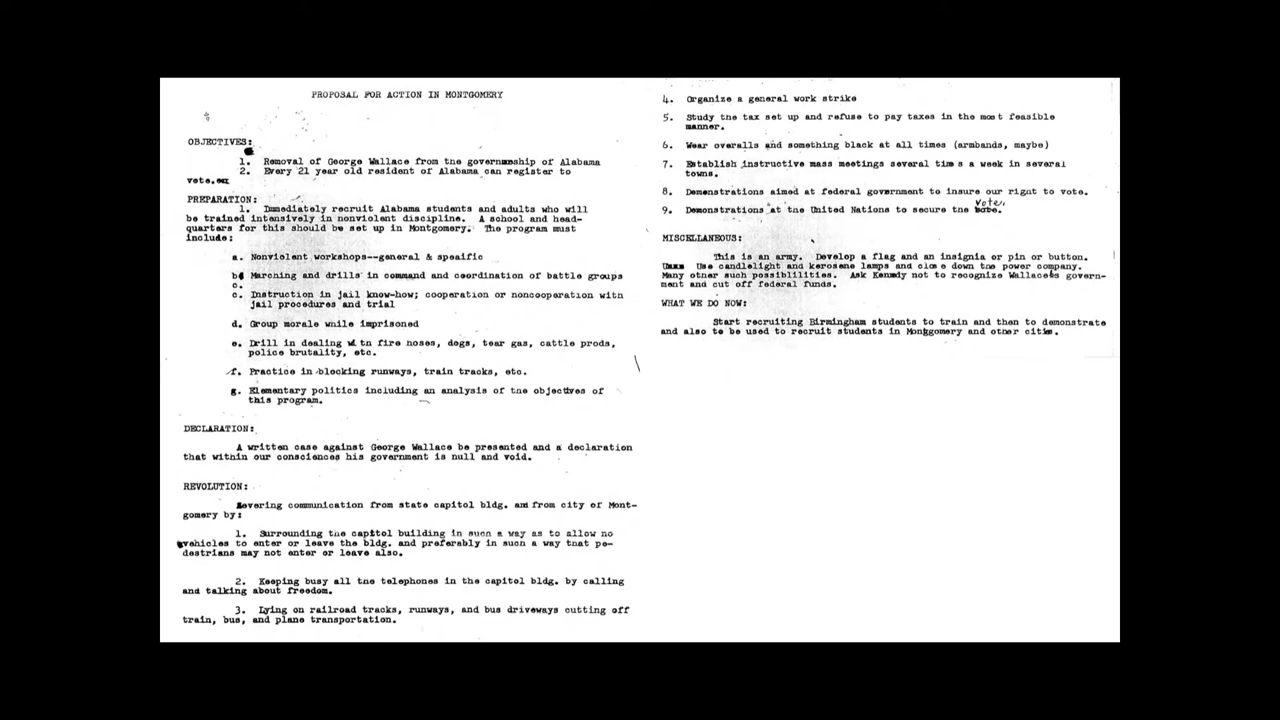 PROPOSAL FOR ACTION IN MONTGOMERY
OBJECTIVES:
1. Removal of George Wallace from the governorship of Alabama
2. Every 21 year old resident of Alabama can register to
vote.
PREPARATION:
1. Immediately recruit Alabama students and adults who will
be trained intensively in nonviolent discipline. A school and head-
quarters for this should be set up in Montgomery. The program must
include:
a. Nonviolent workshops--general & speaific
b. Marching and drills in command and coordination of battle groups
c.
c. Instruction in jail know-how; cooperation or noncooperation with
jail procedures and trial
d. Group morale while imprisoned
e. Drill in dealing with fire hoses, dogs, tear gas, cattle prods,
police brutality, etc.
f. Practice in blocking runways, train tracks, etc.
g. Elementary politics including an analysis of the objectives of
this program.
DECLARATION:
A written case against George Wallace be presented and a declaration
that within our consciences his government is null and void.
REVOLUTION:
Severing communication from state capitol bldg. and from city of Mont-
gomery by:
1. Surrounding the capitol building in such a way as to allow no
vehicles to enter or leave the bldg. and preferably in such a way that pe-
destrians may not enter or leave also.
2. Keeping busy all the telephones in the capitol bldg. by calling
and talking about freedom.
3. Lying on railroad tracks, runways, and bus driveways cutting off
train, bus, and plane transportation.
4. Organize a general work strike
5. Study the tax set up and refuse to pay taxes in the most feasible
manner.
6. Wear overalls and something black at all times (armbands, maybe)
7. Establish instructive mass meetings several times a week in several
towns.
8. Demonstrations aimed at federal government to insure our right to vote.
Vote.
9. Demonstrations at the United Nations to secure the
MISCELLANEOUS:
This is an army. Develop a flag and an insignia or pin or button.
Use candlelight and kerosene lamps and close down the power company.
Many other such possiblilities. Ask Kennedy not to recognize Wallace's govern-
ment and cut off federal funds.
WHAT WE DO NOW:
Start recruiting Birmingham students to train and then to demonstrate
and also to be used to recruit students in Montgomery and other cities.